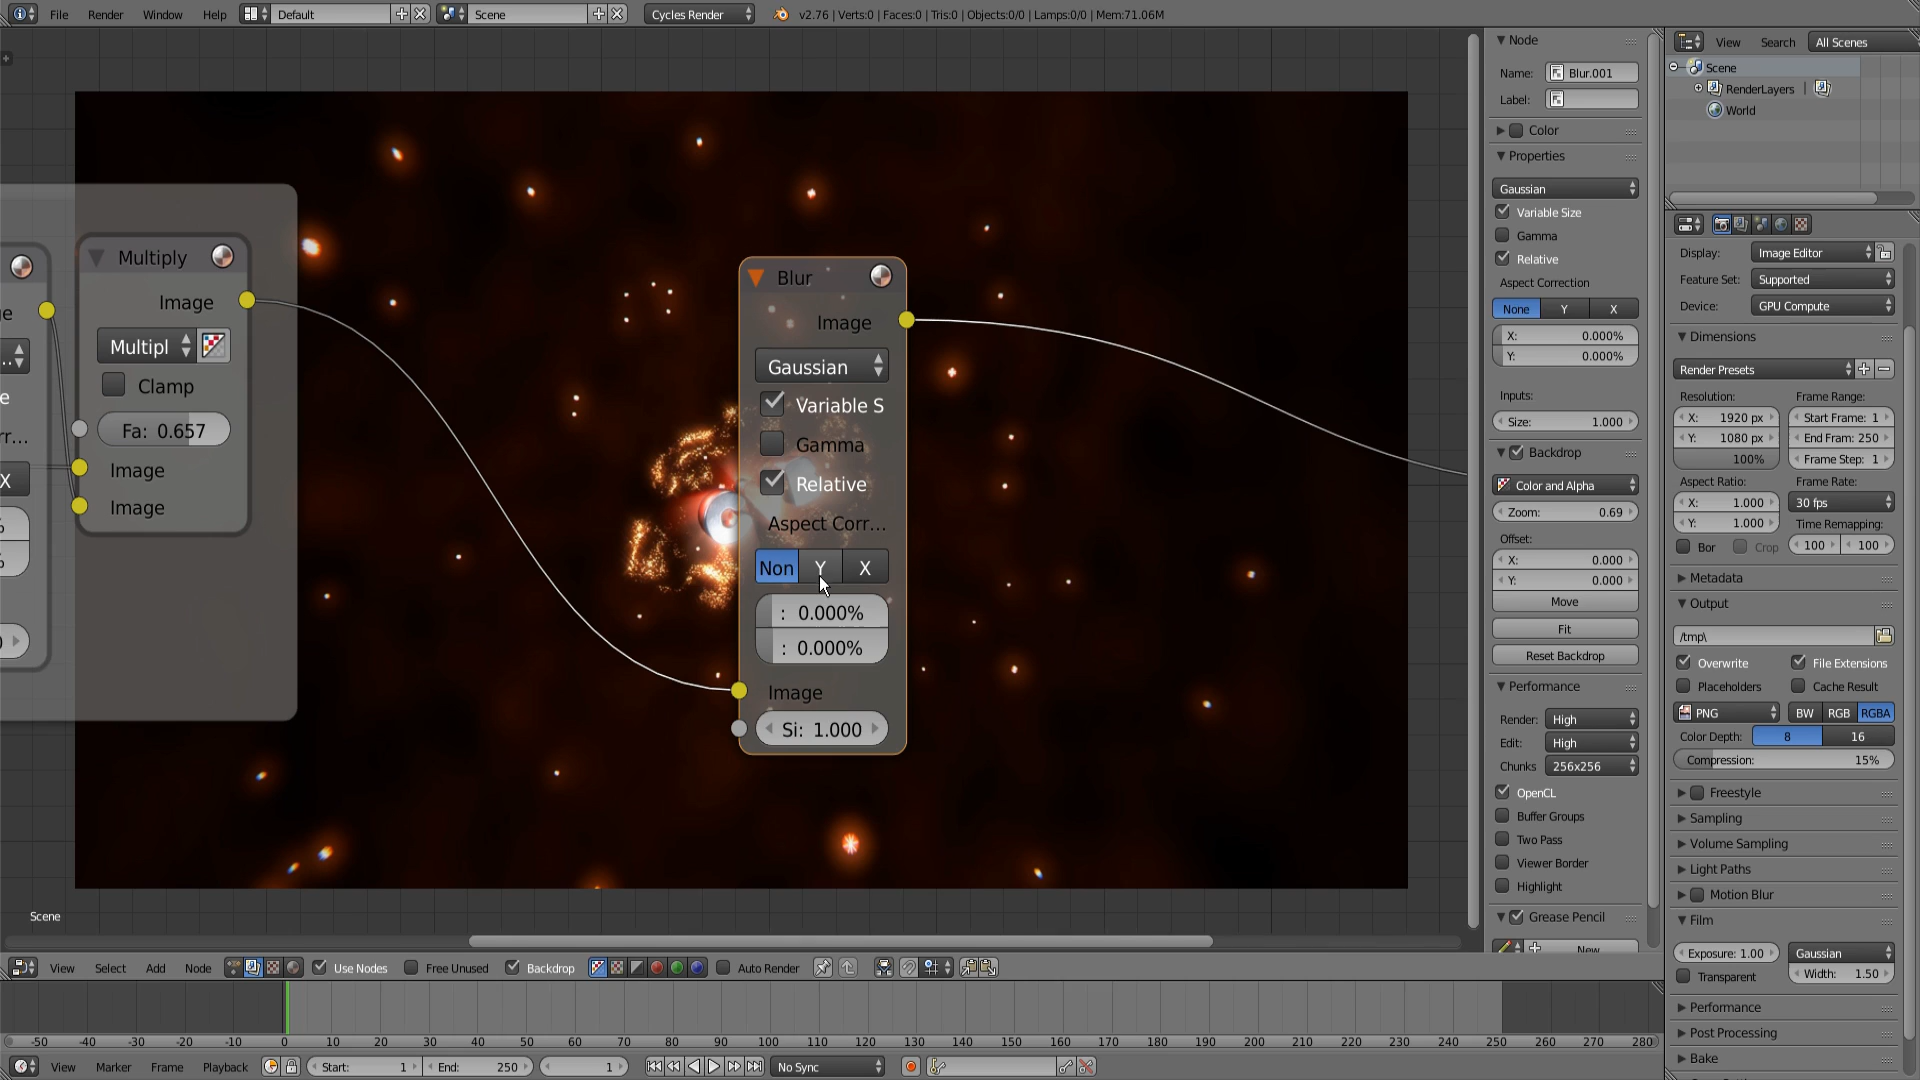 File Render Window Help Default Scene Cycles Render v2.76 | Verts:0 | Faces:0 | Tris:0 | Objects:0/0 | Lamps:0/0 | Mem:71.06M
Node
Name: Blur.001
Label:
Color
Properties
Gaussian
Variable Size
Gamma
Relative
Aspect Correction
None Y X
X: 0.000%
Y: 0.000%
Inputs:
Size: 1.000
Backdrop
Color and Alpha
Zoom: 0.69
Offset:
X: 0.000
Y: 0.000
Move
Fit
Reset Backdrop
Performance
Render: High
Edit: High
Chunks 256x256
OpenCL
Buffer Groups
Two Pass
Viewer Border
Highlight
Grease Pencil
New
View Search All Scenes
Scene
RenderLayers |
World
Display: Image Editor
Feature Set: Supported
Device: GPU Compute
Dimensions
Render Presets
Resolution: Frame Range:
X: 1920 px Start Frame: 1
Y: 1080 px End Fram: 250
100% Frame Step: 1
Aspect Ratio: Frame Rate:
X: 1.000 30 fps
Y: 1.000 Time Remapping:
Bor Crop 100 100
Metadata
Output
/tmp\
Overwrite File Extensions
Placeholders Cache Result
PNG BW RGB RGBA
Color Depth: 8 16
Compression: 15%
Freestyle
Sampling
Volume Sampling
Light Paths
Motion Blur
Film
Exposure: 1.00 Gaussian
Transparent Width: 1.50
Performance
Post Processing
Bake
Multiply
Image
Multipl
Clamp
Fa: 0.657
Image
Image
X
Blur
Image
Gaussian
Variable S
Gamma
Relative
Aspect Corr...
Non Y X
: 0.000%
: 0.000%
Image
Si: 1.000
Scene
View Select Add Node Use Nodes Free Unused Backdrop Auto Render
-50 -40 -30 -20 -10 0 10 20 30 40 50 60 70 80 90 100 110 120 130 140 150 160 170 180 190 200 210 220 230 240 250 260 270 280
View Marker Frame Playback Start: 1 End: 250 1 No Sync